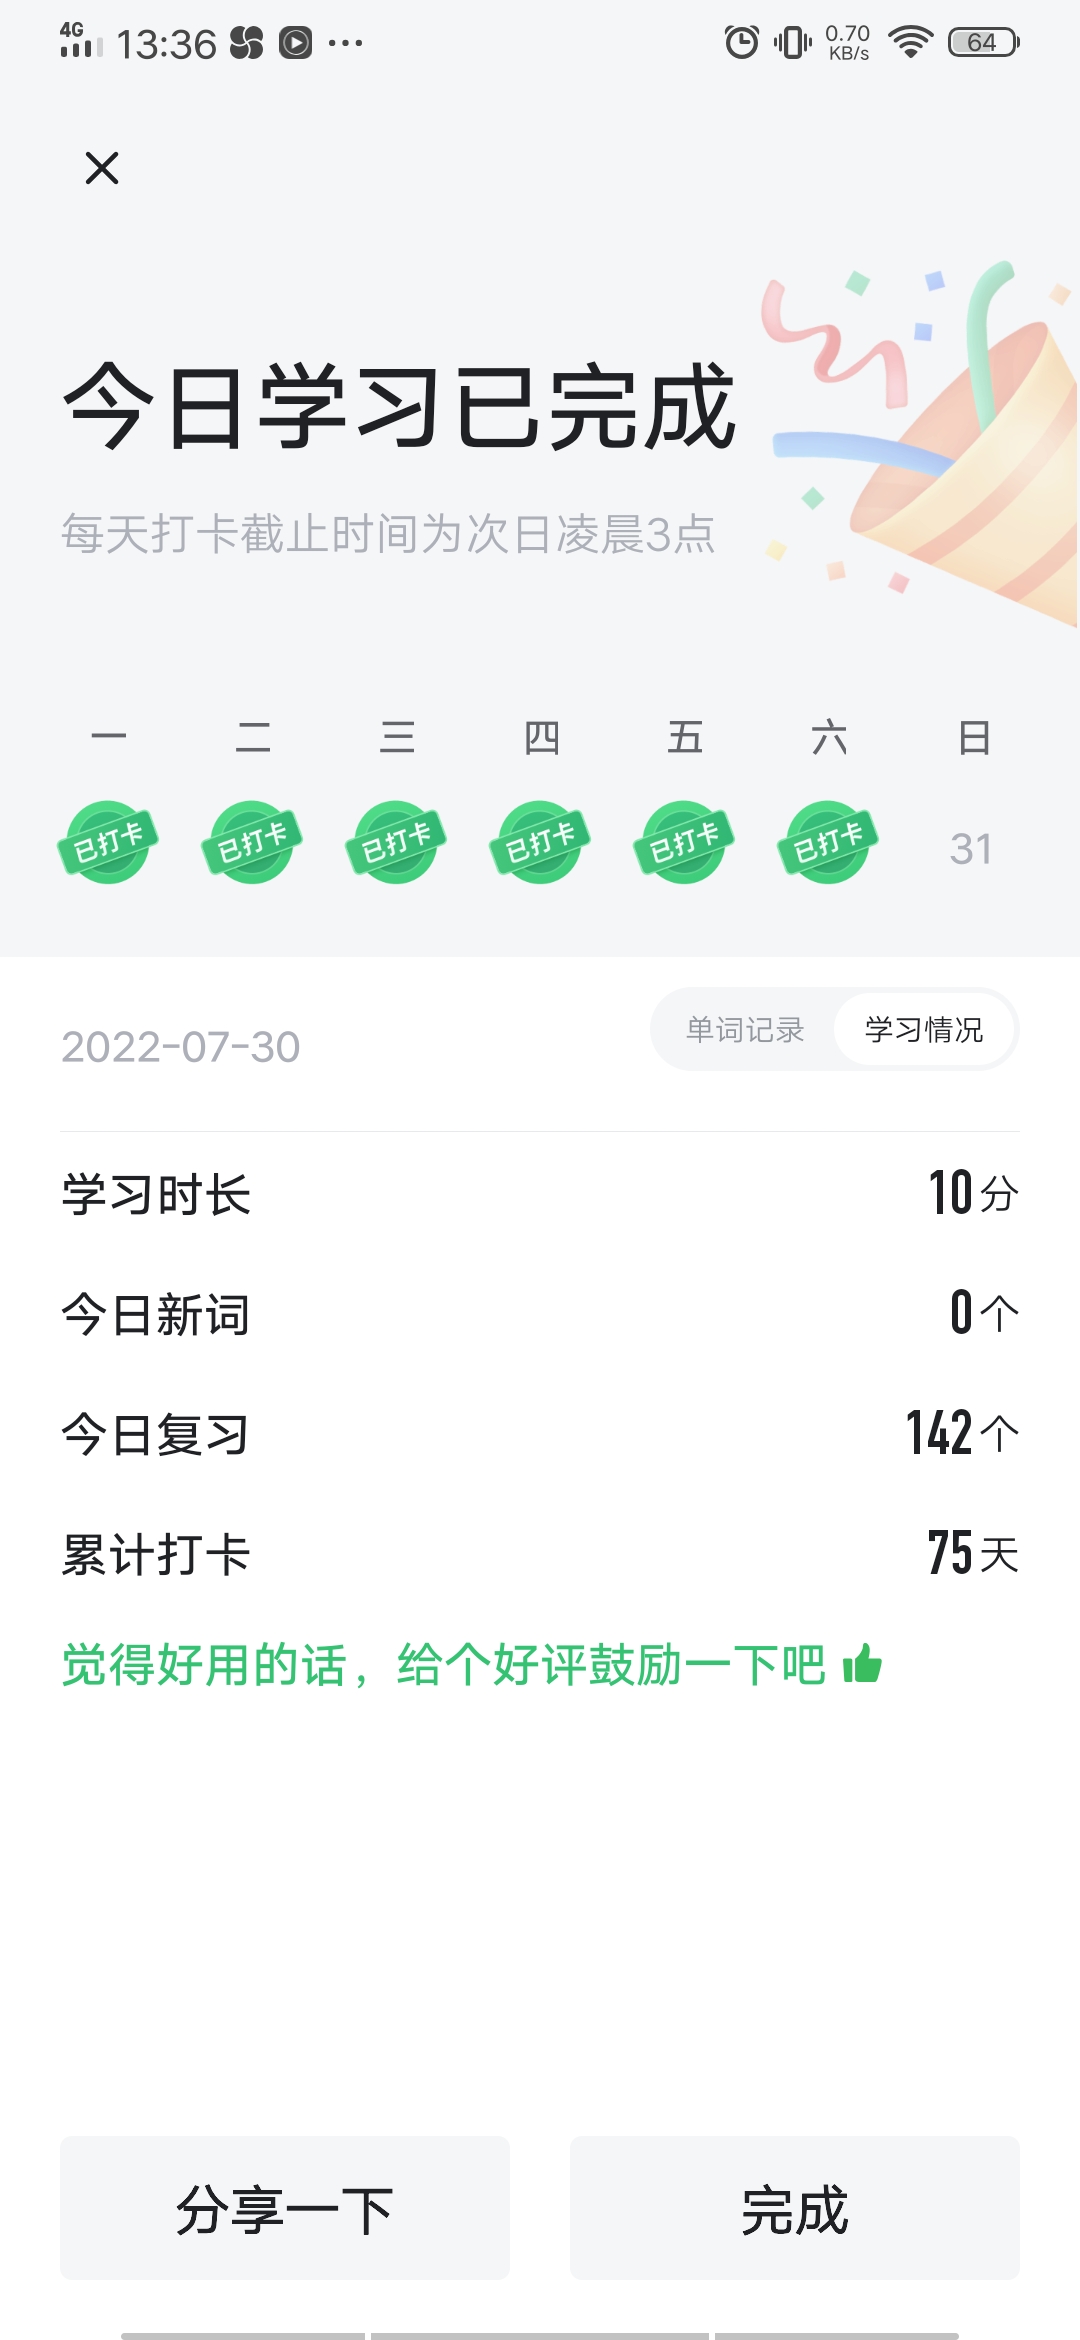 4G 13:36 0.70 KB/s 64
今日学习已完成
每天打卡截止时间为次日凌晨3点
一 二 三 四 五 六 日
已打卡 已打卡 已打卡 已打卡 已打卡 已打卡 31
2022-07-30 单词记录 学习情况
学习时长 10分
今日新词 0个
今日复习 142个
累计打卡 75天
觉得好用的话，给个好评鼓励一下吧
分享一下 完成